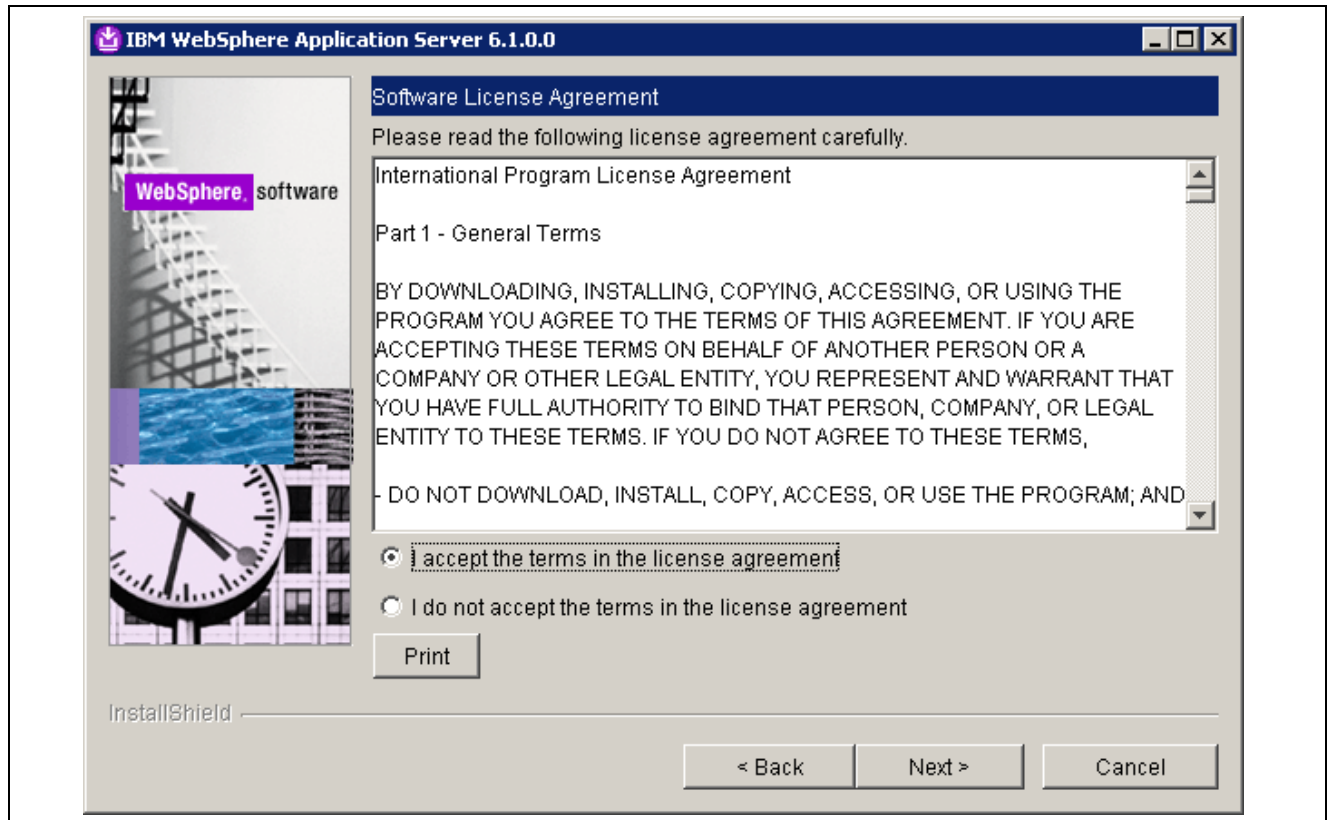 IBM WebSphere Application Server 6.1.0.0
WebSphere. software
Software License Agreement
Please read the following license agreement carefully.
International Program License Agreement
Part 1 - General Terms
BY DOWNLOADING, INSTALLING, COPYING, ACCESSING, OR USING THE
PROGRAM YOU AGREE TO THE TERMS OF THIS AGREEMENT. IF YOU ARE
ACCEPTING THESE TERMS ON BEHALF OF ANOTHER PERSON OR A
COMPANY OR OTHER LEGAL ENTITY, YOU REPRESENT AND WARRANT THAT
YOU HAVE FULL AUTHORITY TO BIND THAT PERSON, COMPANY, OR LEGAL
ENTITY TO THESE TERMS. IF YOU DO NOT AGREE TO THESE TERMS,
- DO NOT DOWNLOAD, INSTALL, COPY, ACCESS, OR USE THE PROGRAM; AND
I accept the terms in the license agreement
I do not accept the terms in the license agreement
Print
InstallShield
< Back Next > Cancel